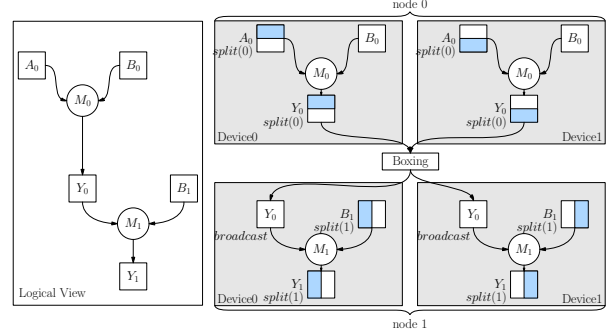 node 0
A0
B0
M0
Y0
B1
M1
Y1
Logical View
A0
split(0)
B0
M0
Y0
split(0)
Device0
A0
split(0)
B0
M0
Y0
split(0)
Device1
Boxing
Y0
broadcast
B1
split(1)
M1
Y1
split(1)
Device0
Y0
broadcast
B1
split(1)
M1
Y1
split(1)
Device1
node 1